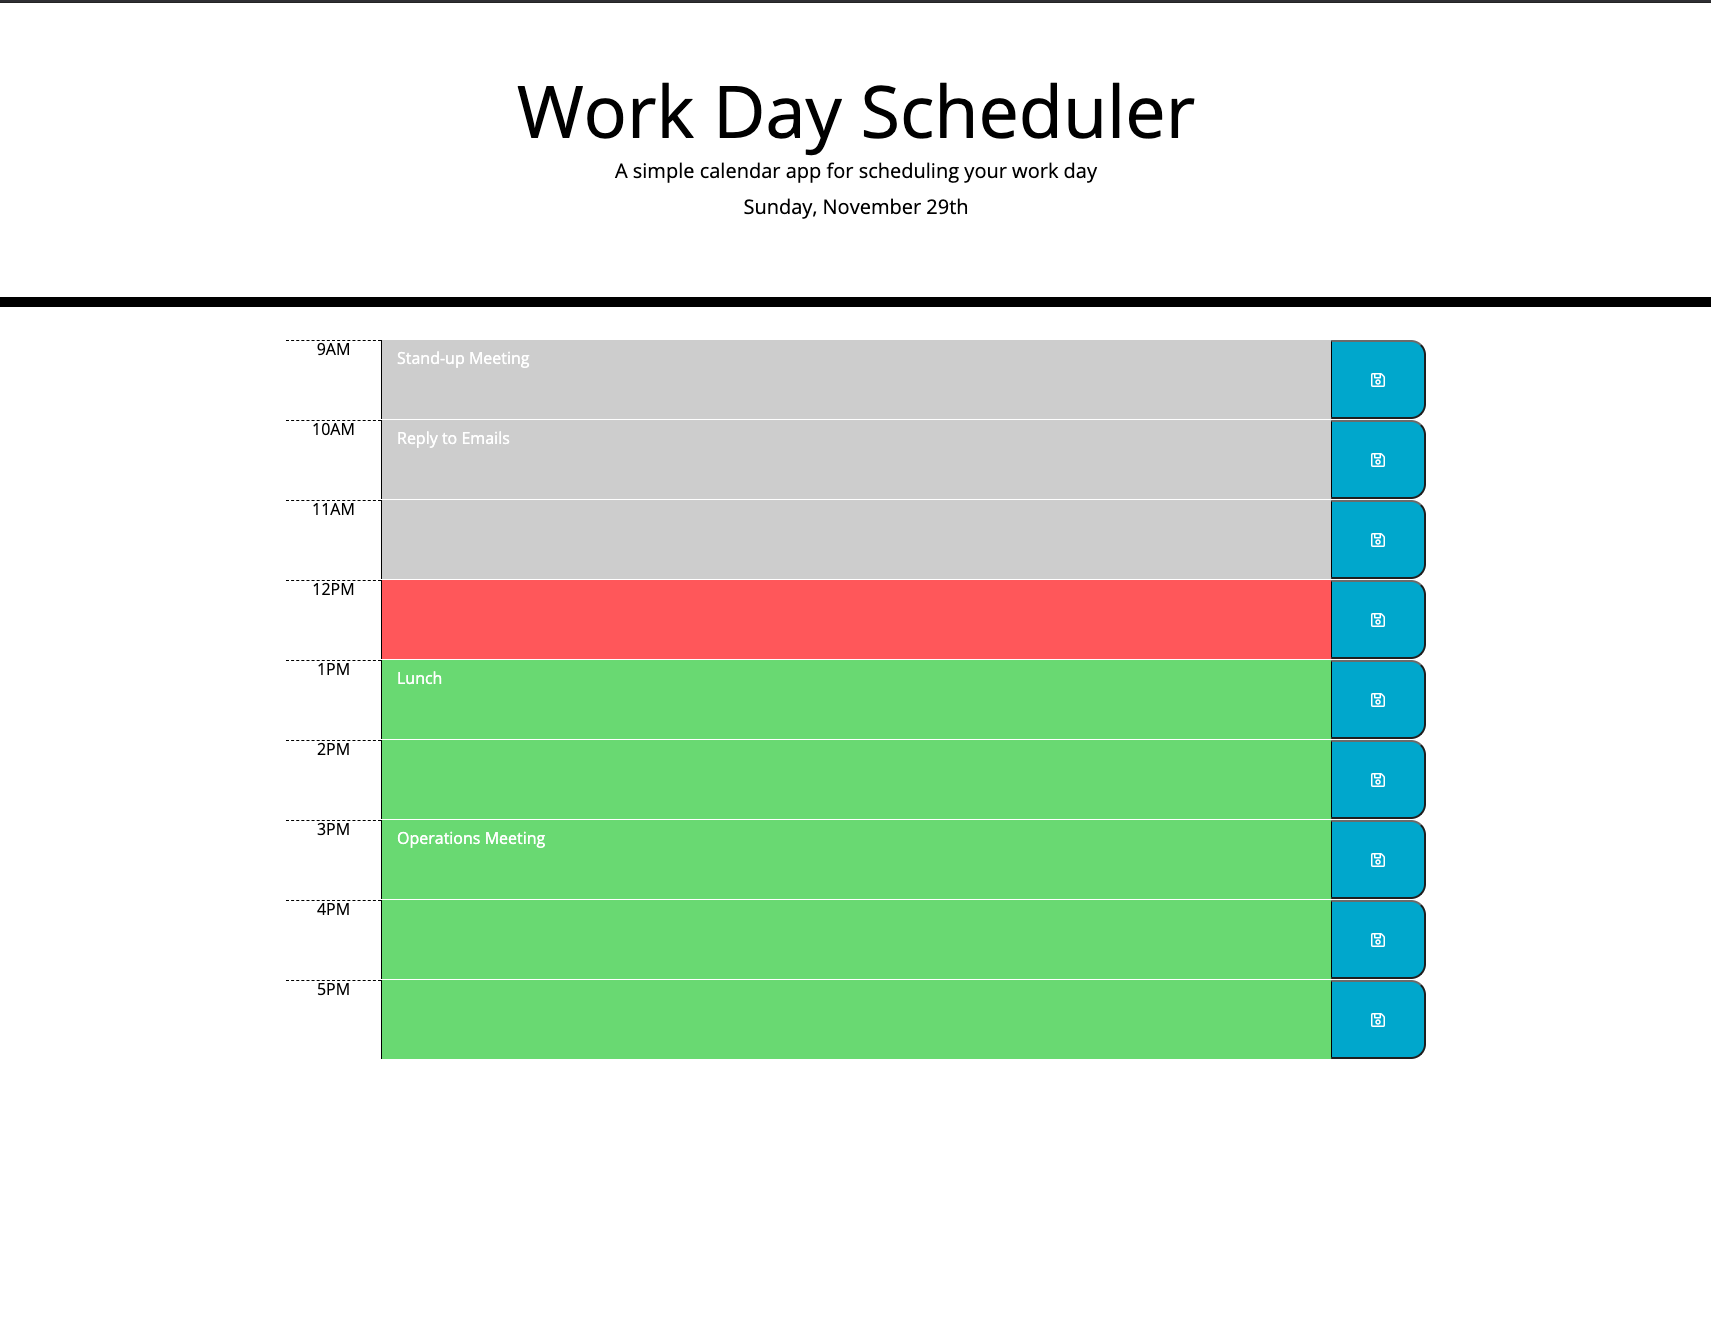 Work Day Scheduler
A simple calendar app for scheduling your work day
Sunday, November 29th
9AM
Stand-up Meeting
10AM
Reply to Emails
11AM
12PM
1PM
Lunch
2PM
3PM
Operations Meeting
4PM
5PM